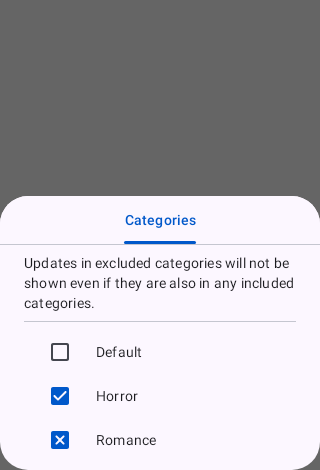 Categories
Updates in excluded categories will not be
shown even if they are also in any included
categories.
Default
Horror
Romance